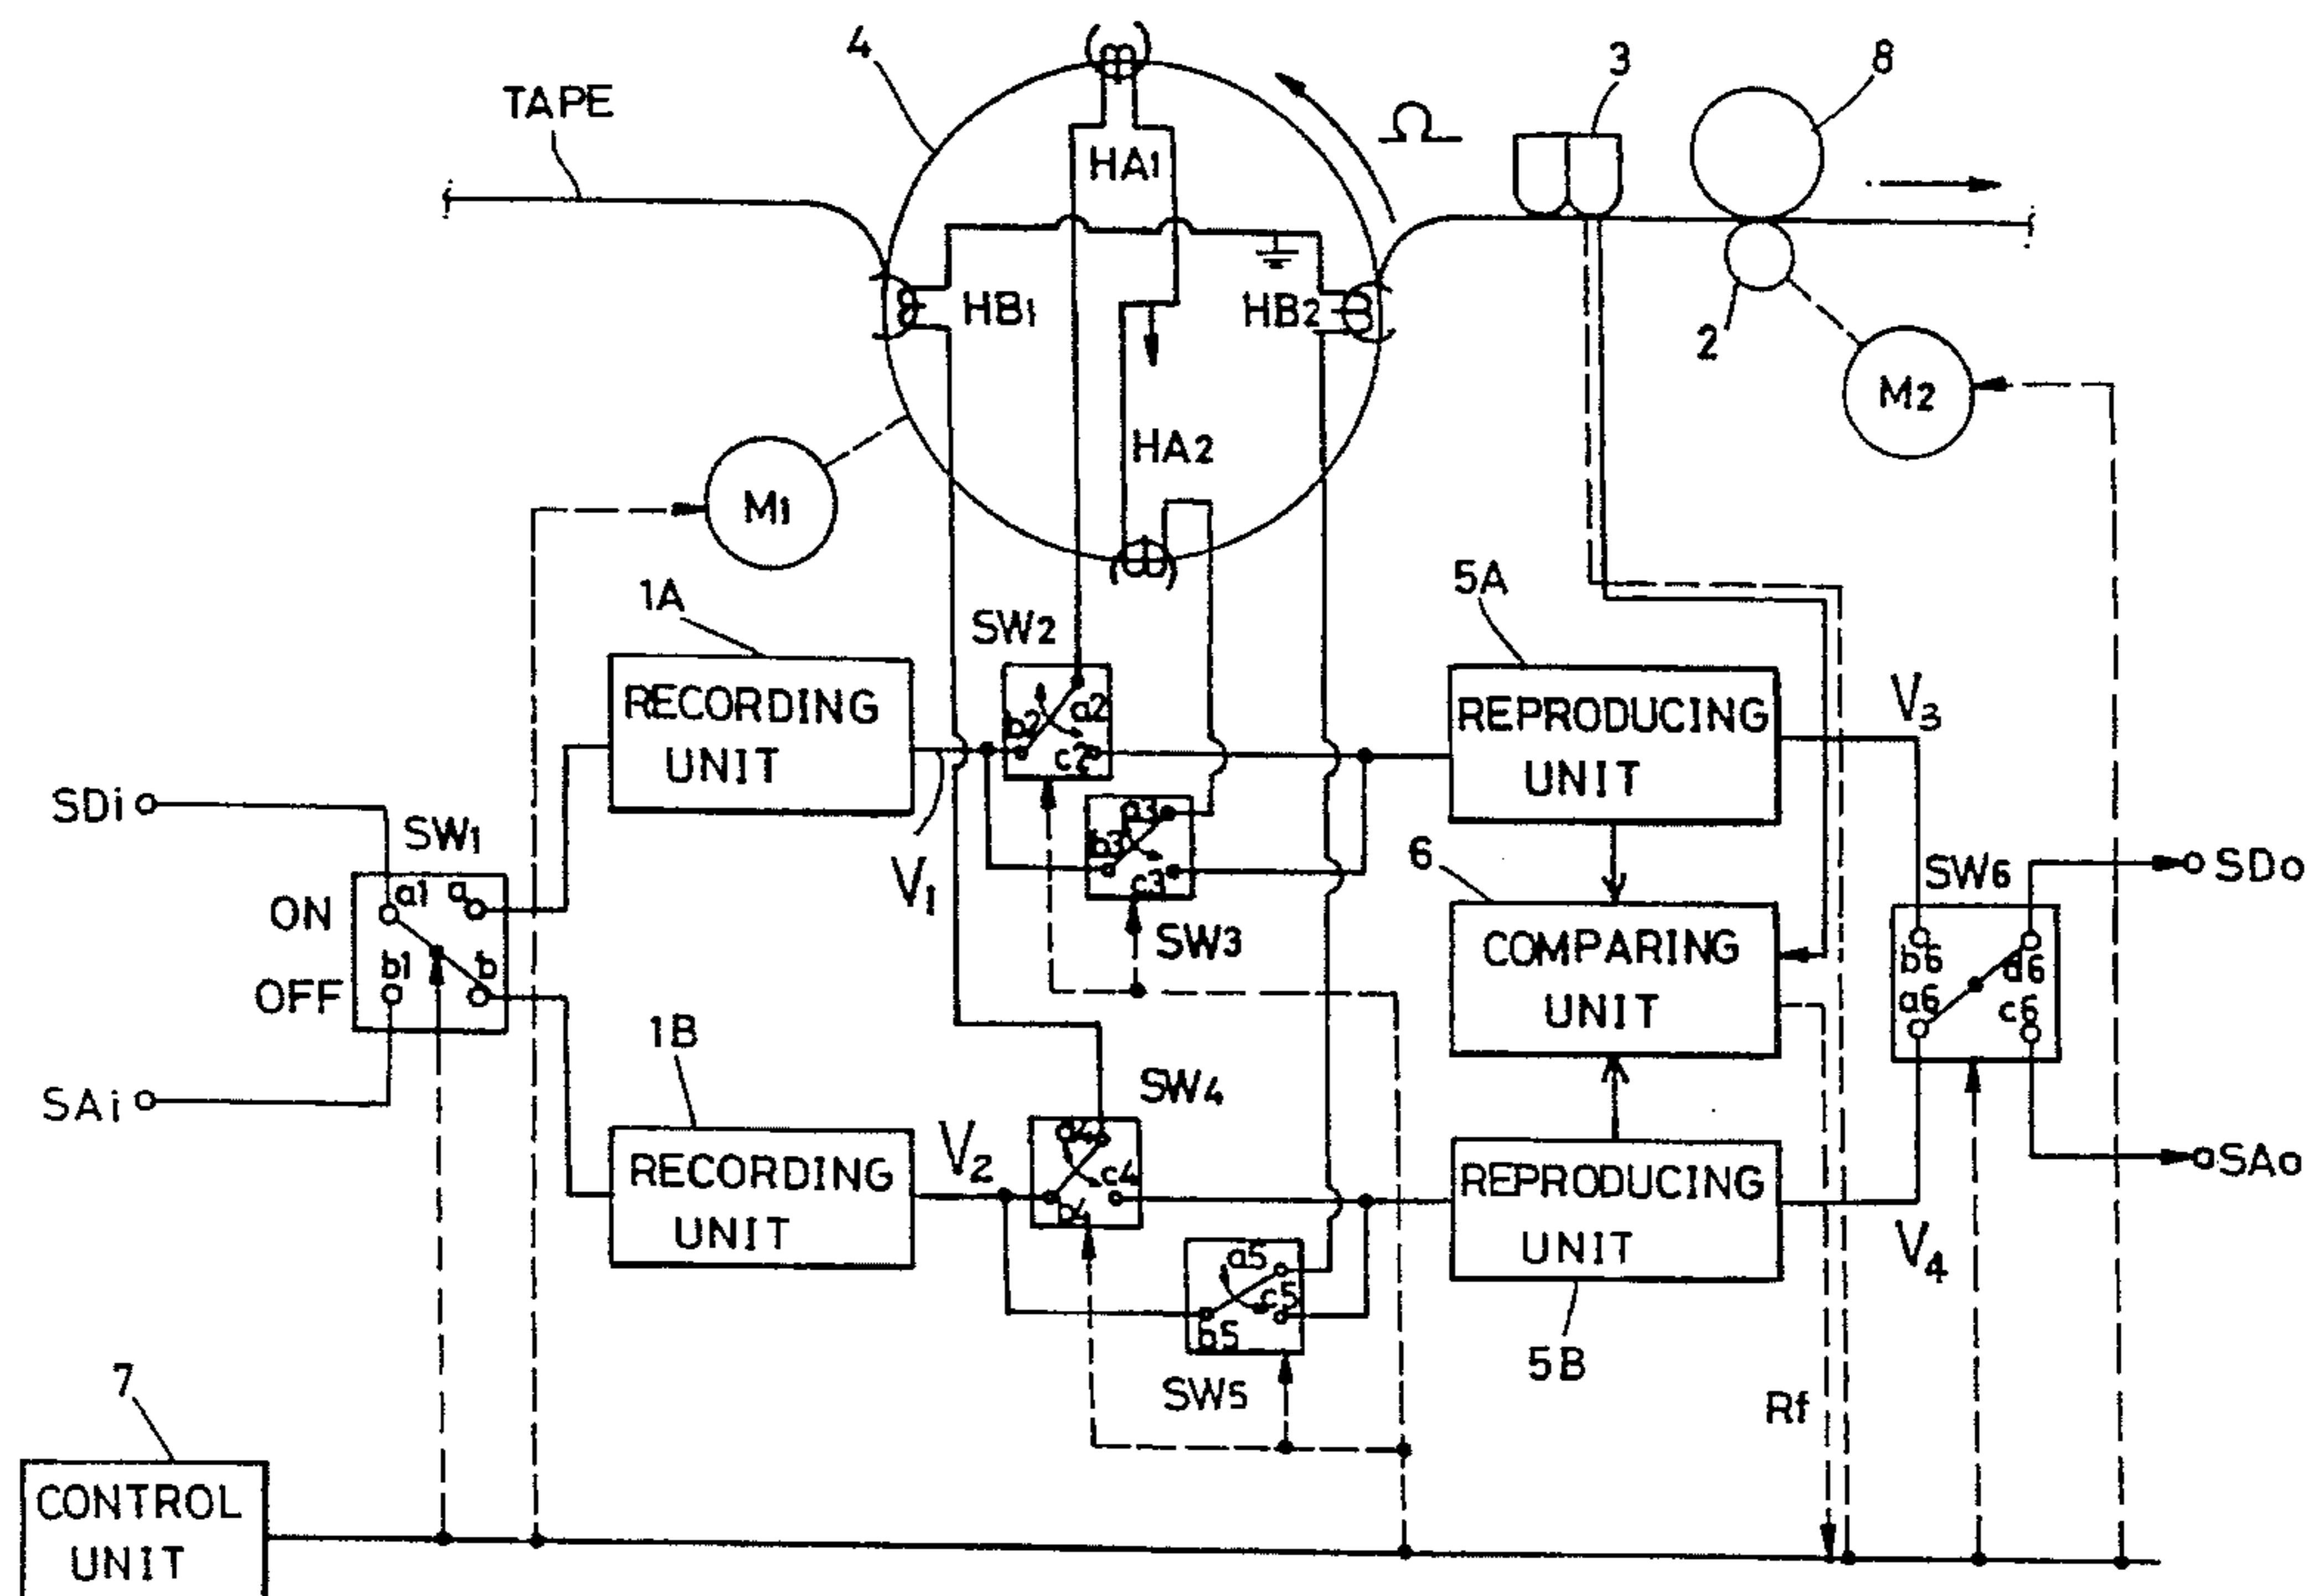 4
3
8
TAPE
Ω
HA1
HB1
HB2
2
M2
HA2
M1
1A
SW2
5A
RECORDING
UNIT
b2
a2
c2
REPRODUCING
UNIT
V3
SDi
SW1
V1
a3
b3
c3
6
SW6
SDo
ON
a1
a
OFF
b1
b
SW3
COMPARING
UNIT
b6
d6
a6
c6
SAi
1B
SW4
SAo
RECORDING
UNIT
V2
c4
b4
REPRODUCING
UNIT
V4
a5
c5
b5
SW5
5B
Rf
7
CONTROL
UNIT